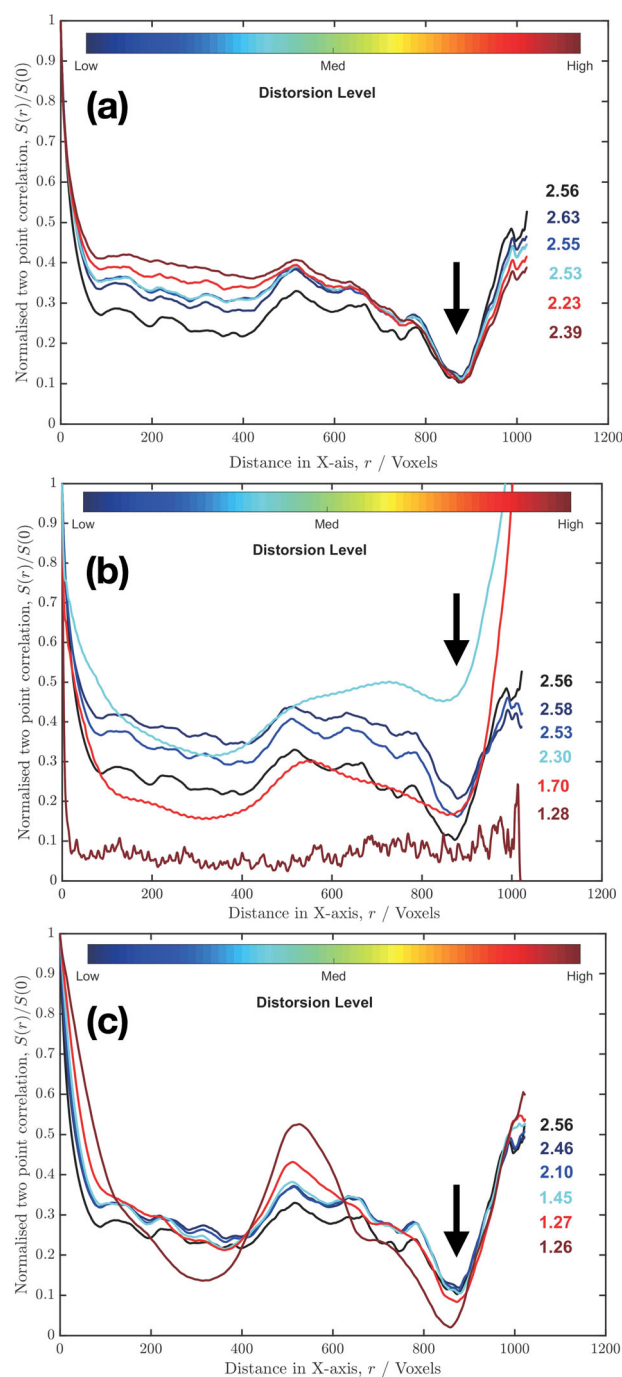 1
Low
Med
High
0.9
Distorsion Level
(a)
0.8
0.7
0.6
0.5
0.4
0.3
0.2
0.1
0
Normalised two point correlation, S(r)/S(0)
2.56
2.63
2.55
2.53
2.23
2.39
0 200 400 600 800 1000 1200
Distance in X-ais, r / Voxels
1
Low
Med
High
0.9
Distorsion Level
(b)
0.8
0.7
0.6
0.5
0.4
0.3
0.2
0.1
0
Normalised two point correlation, S(r)/S(0)
2.56
2.58
2.53
2.30
1.70
1.28
0 200 400 600 800 1000 1200
Distance in X-axis, r / Voxels
1
Low
Med
High
0.9
Distorsion Level
(c)
0.8
0.7
0.6
0.5
0.4
0.3
0.2
0.1
0
Normalised two point correlation, S(r)/S(0)
2.56
2.46
2.10
1.45
1.27
1.26
0 200 400 600 800 1000 1200
Distance in X-axis, r / Voxels